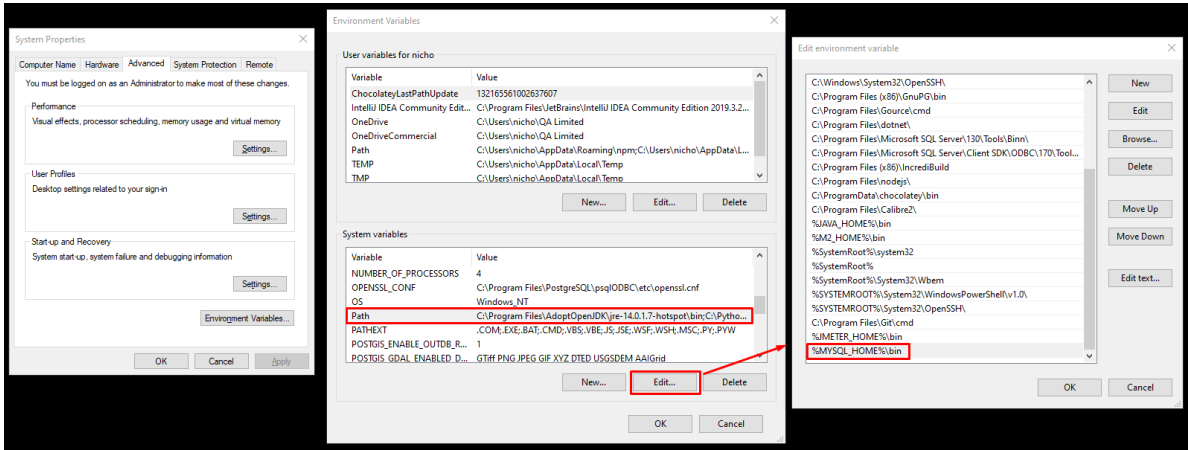 System Properties
Computer Name Hardware Advanced System Protection Remote
You must be logged on as an Administrator to make most of these changes.
Performance
Visual effects, processor scheduling, memory usage and virtual memory
Settings...
User Profiles
Desktop settings related to your sign-in
Settings...
Start-up and Recovery
System start-up, system failure and debugging information
Settings...
Environment Variables...
OK Cancel Apply
Environment Variables
User variables for nicho
Variable Value
ChocolateyLastPathUpdate 132165561002637607
IntelliJ IDEA Community Edit... C:\Program Files\JetBrains\IntelliJ IDEA Community Edition 2019.3.2...
OneDrive C:\Users\nicho\QA Limited
OneDriveCommercial C:\Users\nicho\QA Limited
Path C:\Users\nicho\AppData\Roaming\npm;C:\Users\nicho\AppData\L...
TEMP C:\Users\nicho\AppData\Local\Temp
TMP C:\Users\nicho\AppData\Local\Temp
New... Edit... Delete
System variables
Variable Value
NUMBER_OF_PROCESSORS 4
OPENSSL_CONF C:\Program Files\PostgreSQL\psqlODBC\etc\openssl.cnf
OS Windows_NT
Path C:\Program Files\AdoptOpenJDK\jre-14.0.1.7-hotspot\bin;C:\Pytho...
PATHEXT .COM;.EXE;.BAT;.CMD;.VBS;.VBE;.JS;.JSE;.WSF;.WSH;.MSC;.PY;.PYW
POSTGIS_ENABLE_OUTDB_R... 1
POSTGIS_GDAL_ENABLED_D... GTiff PNG JPEG GIF XYZ DTED USGSDEM AAIGrid
New... Edit... Delete
OK Cancel
Edit environment variable
C:\Windows\System32\OpenSSH\
C:\Program Files (x86)\GnuPG\bin
C:\Program Files\Gource\cmd
C:\Program Files\dotnet\
C:\Program Files\Microsoft SQL Server\130\Tools\Binn\
C:\Program Files\Microsoft SQL Server\Client SDK\ODBC\170\Tool...
C:\Program Files (x86)\IncrediBuild
C:\Program Files\nodejs\
C:\ProgramData\chocolatey\bin
C:\Program Files\Calibre2\
%JAVA_HOME%\bin
%M2_HOME%\bin
%SystemRoot%\system32
%SystemRoot%
%SystemRoot%\System32\Wbem
%SYSTEMROOT%\System32\WindowsPowerShell\v1.0\
%SYSTEMROOT%\System32\OpenSSH\
C:\Program Files\Git\cmd
%JMETER_HOME%\bin
%MYSQL_HOME%\bin
New
Edit
Browse...
Delete
Move Up
Move Down
Edit text...
OK Cancel